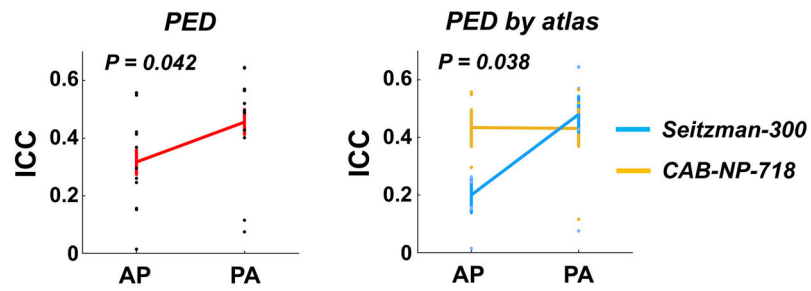 PED
P = 0.042
0.6
0.4
0.2
0
ICC
AP
PA
PED by atlas
P = 0.038
0.6
0.4
0.2
0
ICC
AP
PA
Seitzman-300
CAB-NP-718